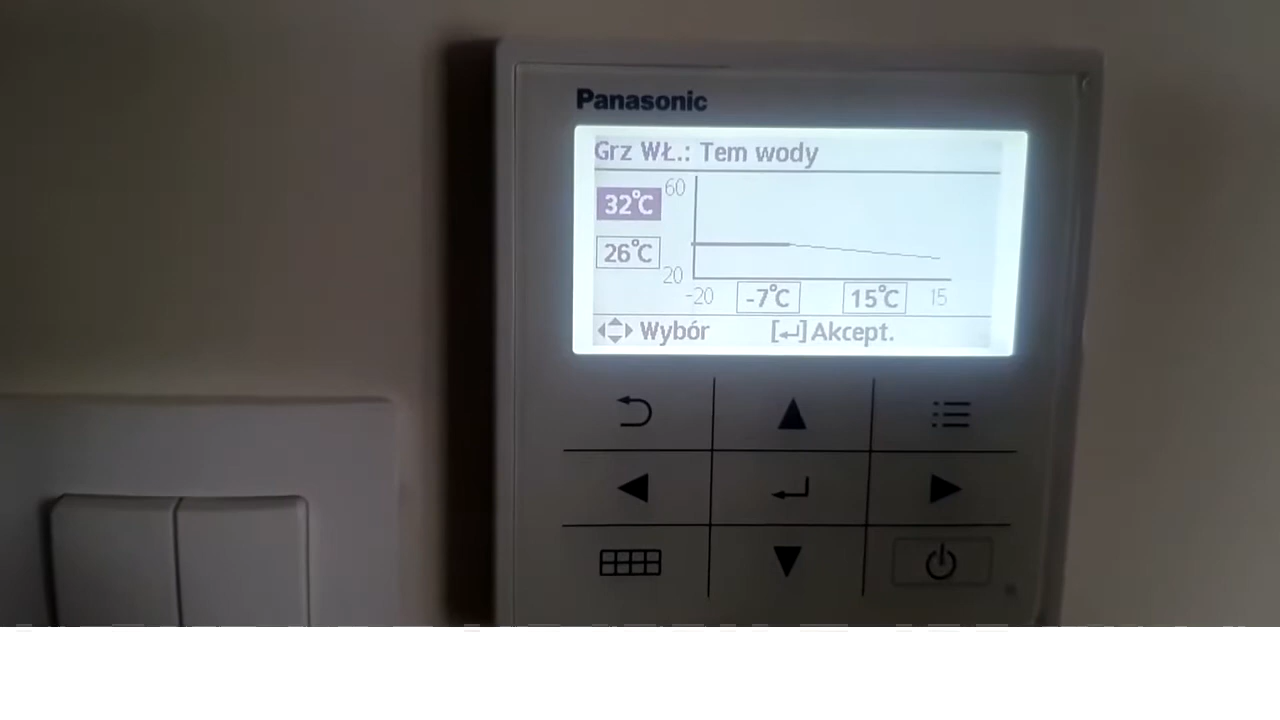 Panasonic
Grz WŁ.: Tem wody
32°C 60
26°C
20
-20 -7°C 15°C 15
Wybór [↵] Akcept.